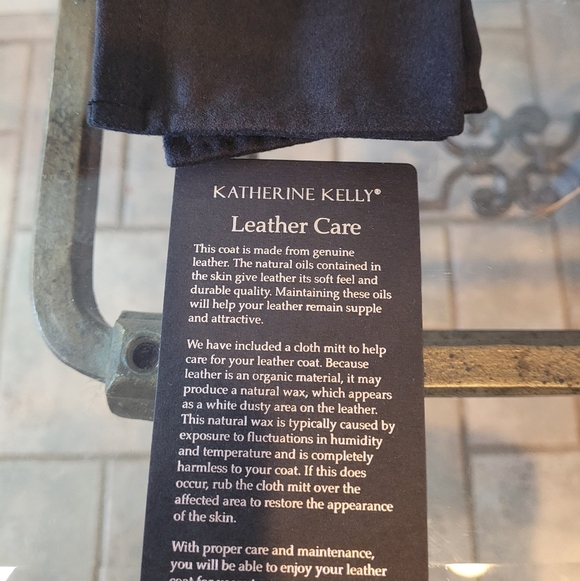 KATHERINE KELLY®
Leather Care
This coat is made from genuine
leather. The natural oils contained in
the skin give leather its soft feel and
durable quality. Maintaining these oils
will help your leather remain supple
and attractive.
We have included a cloth mitt to help
care for your leather coat. Because
leather is an organic material, it may
produce a natural wax, which appears
as a white dusty area on the leather.
This natural wax is typically caused by
exposure to fluctuations in humidity
and temperature and is completely
harmless to your coat. If this does
occur, rub the cloth mitt over the
affected area to restore the appearance
of the skin.
With proper care and maintenance,
you will be able to enjoy your leather
coat for